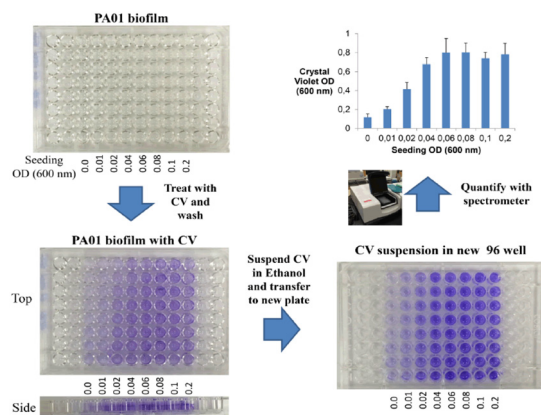 PA01 biofilm
Seeding
OD (600 nm)
0.0
0.01
0.02
0.04
0.06
0.08
0.1
0.2
Treat with
CV and
wash
PA01 biofilm with CV
Top
0.0
0.01
0.02
0.04
0.06
0.08
0.1
0.2
Side
Suspend CV
in Ethanol
and transfer
to new plate
CV suspension in new 96 well
0.0
0.01
0.02
0.04
0.06
0.08
0.1
0.2
Quantify with
spectrometer
Crystal
Violet OD
(600 nm)
1
0,8
0,6
0,4
0,2
0
0 0,01 0,02 0,04 0,06 0,08 0,1 0,2
Seeding OD (600 nm)